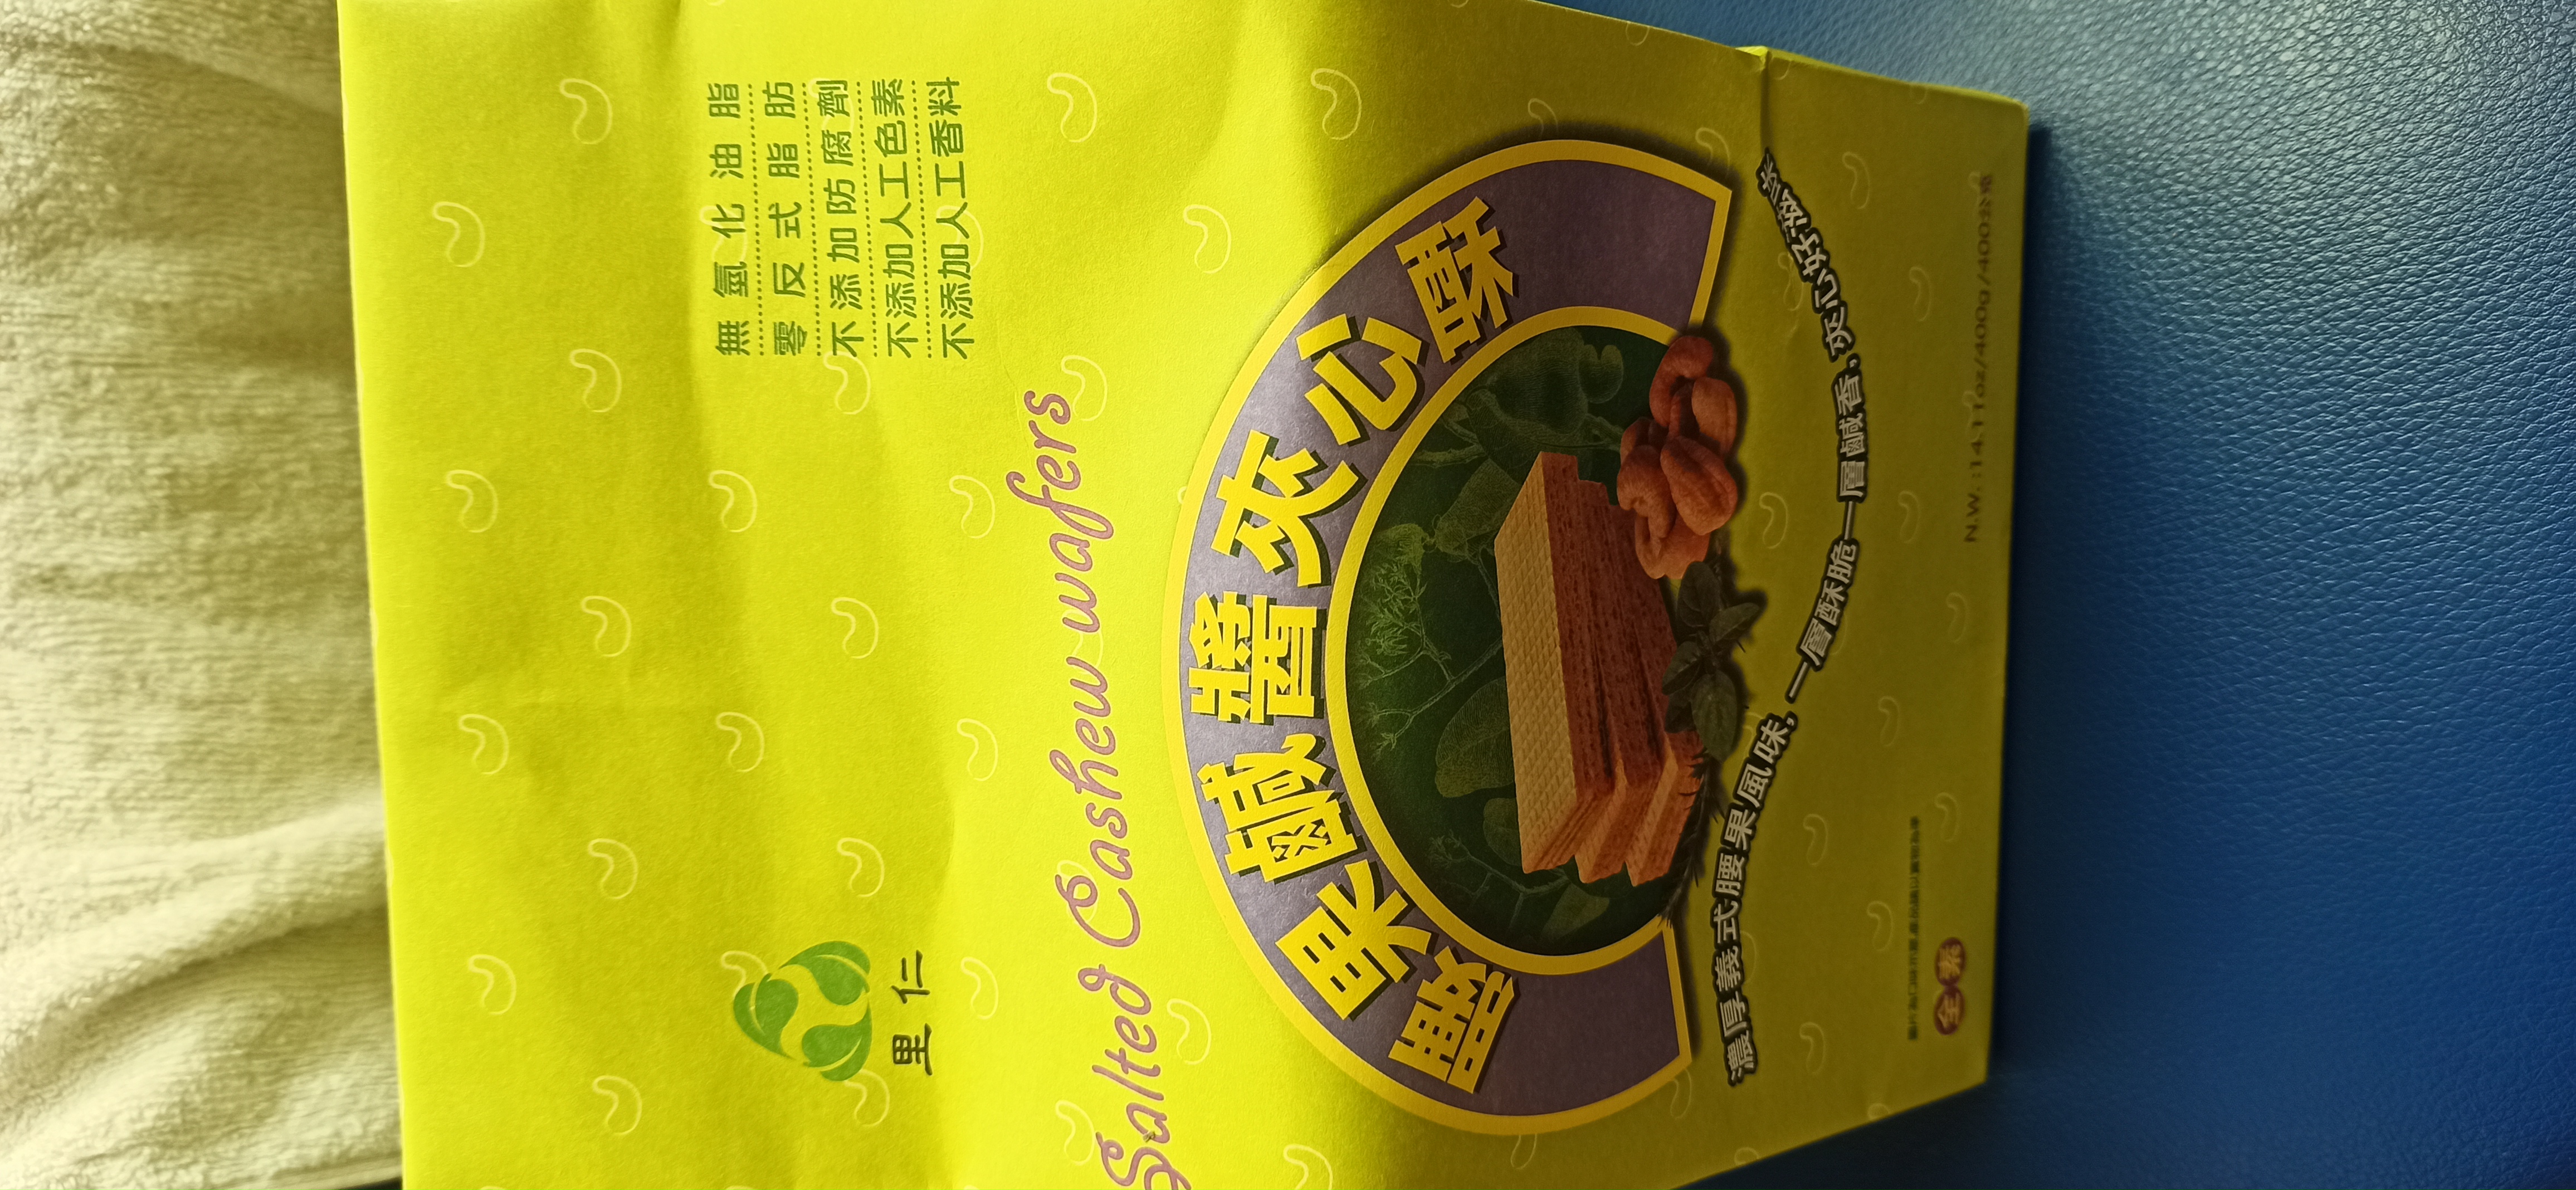 里仁
無氫化油脂
零反式脂肪
不添加防腐劑
不添加人工色素
不添加人工香料
Salted Cashew wafers
腰果鹹醬夾心酥
濃厚義式腰果風味，一層酥脆一層鹹香，夾心好滋味
全素
N.W.:14.1oz/400g/400公克